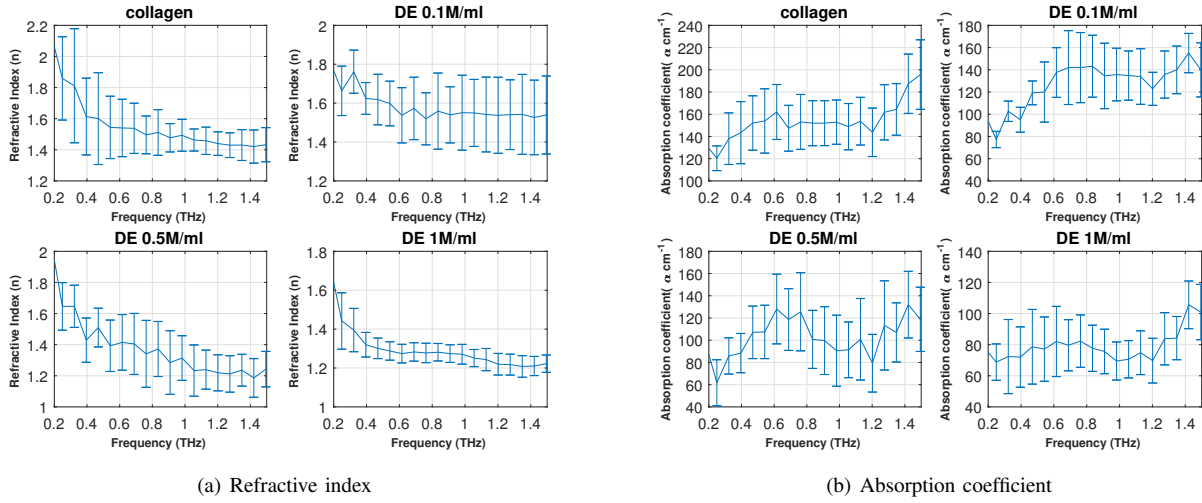 collagen
2.2
2
1.8
1.6
1.4
1.2
Refractive Index (n)
0.2 0.4 0.6 0.8 1 1.2 1.4
Frequency (THz)
DE 0.1M/ml
2
1.8
1.6
1.4
1.2
Refractive Index (n)
0.2 0.4 0.6 0.8 1 1.2 1.4
Frequency (THz)
DE 0.5M/ml
2
1.8
1.6
1.4
1.2
1
Refractive Index (n)
0.2 0.4 0.6 0.8 1 1.2 1.4
Frequency (THz)
DE 1M/ml
1.8
1.6
1.4
1.2
1
Refractive Index (n)
0.2 0.4 0.6 0.8 1 1.2 1.4
Frequency (THz)
(a) Refractive index
collagen
240
220
200
180
160
140
120
100
Absorption coefficient( α cm⁻¹)
0.2 0.4 0.6 0.8 1 1.2 1.4
Frequency (THz)
DE 0.1M/ml
180
160
140
120
100
80
60
40
Absorption coefficient( α cm⁻¹)
0.2 0.4 0.6 0.8 1 1.2 1.4
Frequency (THz)
DE 0.5M/ml
180
160
140
120
100
80
60
40
Absorption coefficient( α cm⁻¹)
0.2 0.4 0.6 0.8 1 1.2 1.4
Frequency (THz)
DE 1M/ml
140
120
100
80
60
40
Absorption coefficient( α cm⁻¹)
0.2 0.4 0.6 0.8 1 1.2 1.4
Frequency (THz)
(b) Absorption coefficient